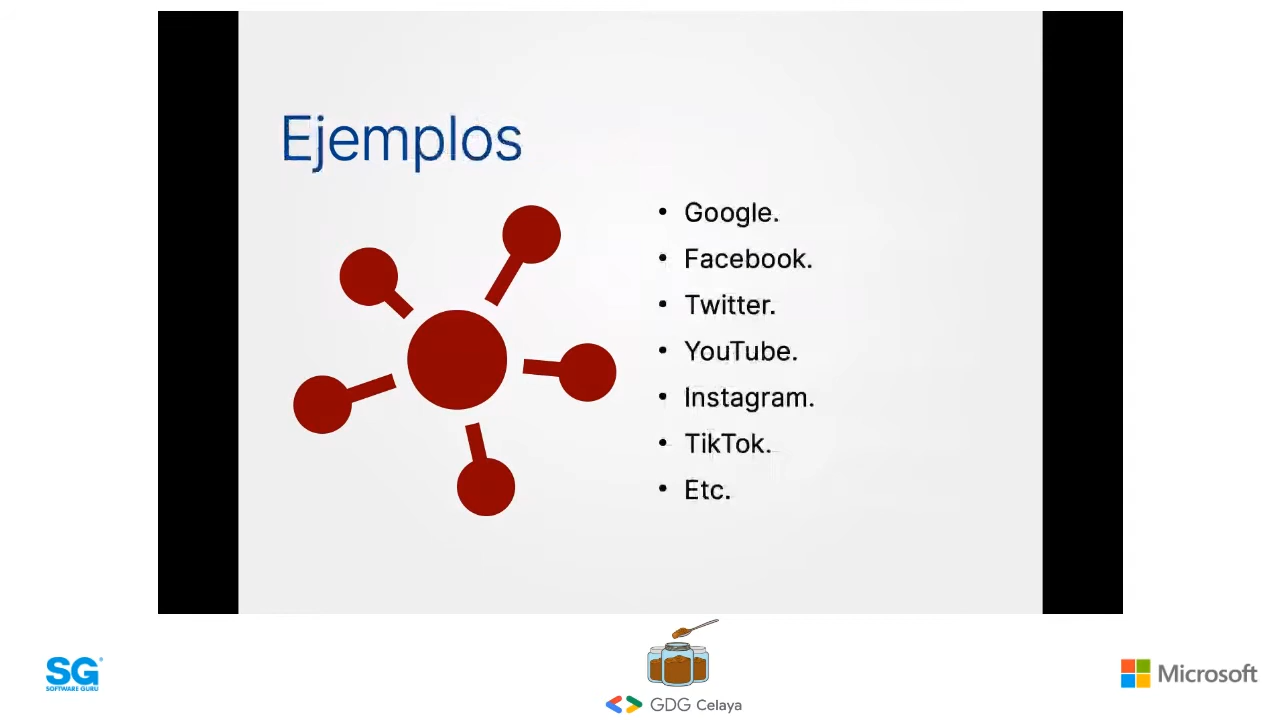 Ejemplos
• Google.
• Facebook.
• Twitter.
• YouTube.
• Instagram.
• TikTok.
• Etc.
SG
SOFTWARE GURU
GDG Celaya
Microsoft